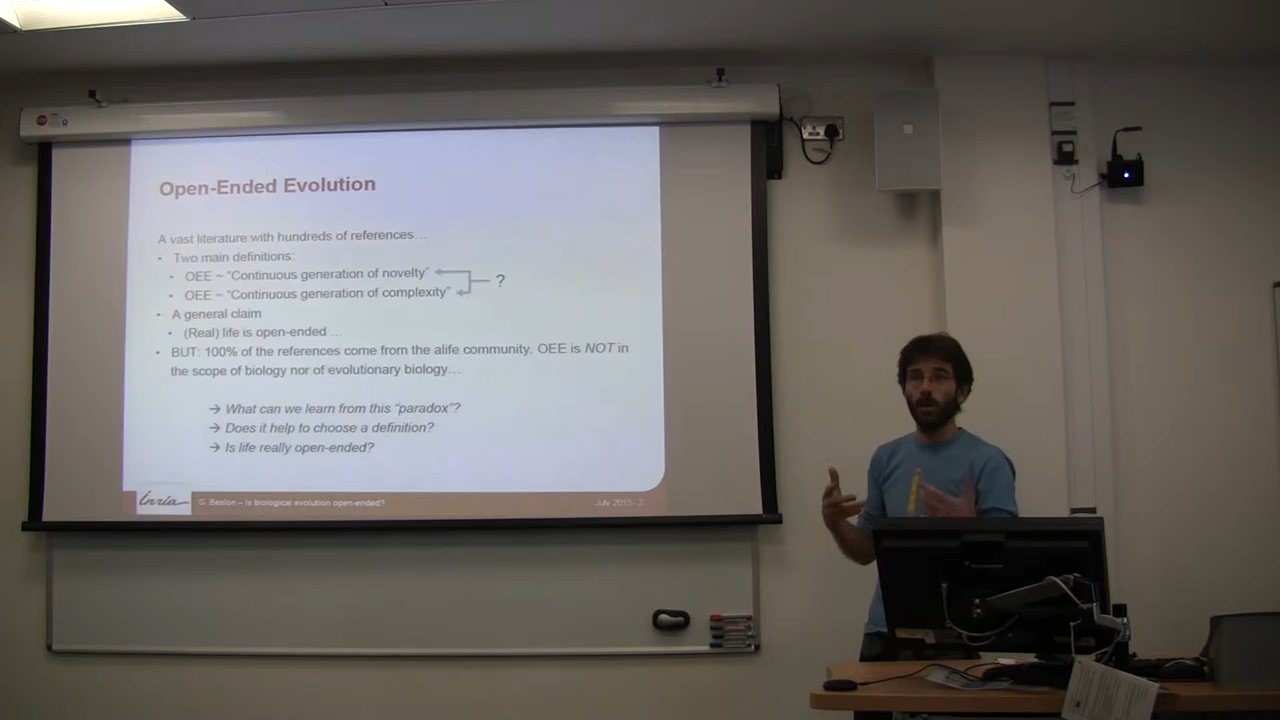 Open-Ended Evolution
A vast literature with hundreds of references…
• Two main definitions:
• OEE ~ “Continuous generation of novelty”
• OEE ~ “Continuous generation of complexity”
?
• A general claim
• (Real) life is open-ended …
• BUT: 100% of the references come from the alife community. OEE is NOT in
the scope of biology nor of evolutionary biology…
→ What can we learn from this “paradox”?
→ Does it help to choose a definition?
→ Is life really open-ended?
Inria
G. Beslon – Is biological evolution open-ended?
July 2015 - 2